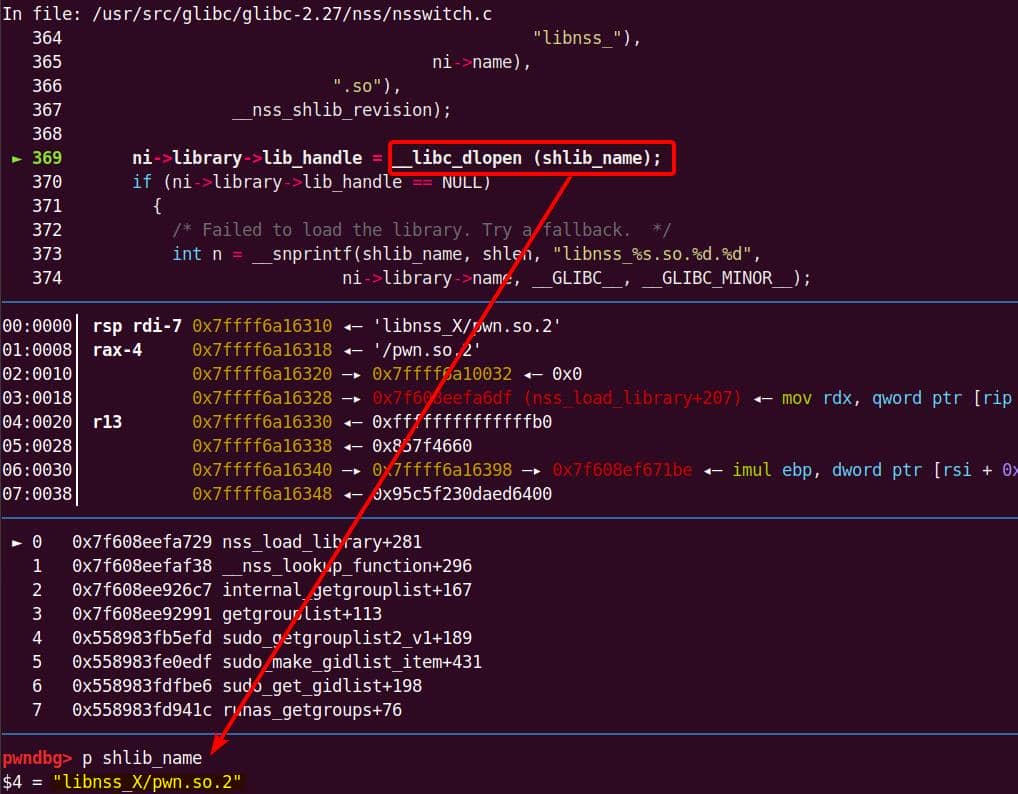 In file: /usr/src/glibc/glibc-2.27/nss/nsswitch.c
364 "libnss_"),
365 ni->name),
366 ".so"),
367 __nss_shlib_revision);
368
► 369 ni->library->lib_handle = __libc_dlopen (shlib_name);
370 if (ni->library->lib_handle == NULL)
371 {
372 /* Failed to load the library. Try a fallback. */
373 int n = __snprintf(shlib_name, shlen, "libnss_%s.so.%d.%d",
374 ni->library->name, __GLIBC__, __GLIBC_MINOR__);
00:0000│ rsp rdi-7 0x7ffff6a16310 ◂— 'libnss_X/pwn.so.2'
01:0008│ rax-4 0x7ffff6a16318 ◂— '/pwn.so.2'
02:0010│ 0x7ffff6a16320 —▸ 0x7ffff6a10032 ◂— 0x0
03:0018│ 0x7ffff6a16328 —▸ 0x7f608eefa6df (nss_load_library+207) ◂— mov rdx, qword ptr [rip
04:0020│ r13 0x7ffff6a16330 ◂— 0xffffffffffffffb0
05:0028│ 0x7ffff6a16338 ◂— 0x857f4660
06:0030│ 0x7ffff6a16340 —▸ 0x7ffff6a16398 —▸ 0x7f608ef671be ◂— imul ebp, dword ptr [rsi + 0x
07:0038│ 0x7ffff6a16348 ◂— 0x95c5f230daed6400
► 0 0x7f608eefa729 nss_load_library+281
1 0x7f608eefaf38 __nss_lookup_function+296
2 0x7f608ee926c7 internal_getgrouplist+167
3 0x7f608ee92991 getgrouplist+113
4 0x558983fb5efd sudo_getgrouplist2_v1+189
5 0x558983fe0edf sudo_make_gidlist_item+431
6 0x558983fdfbe6 sudo_get_gidlist+198
7 0x558983fd941c runas_getgroups+76
pwndbg> p shlib_name
$4 = "libnss_X/pwn.so.2"